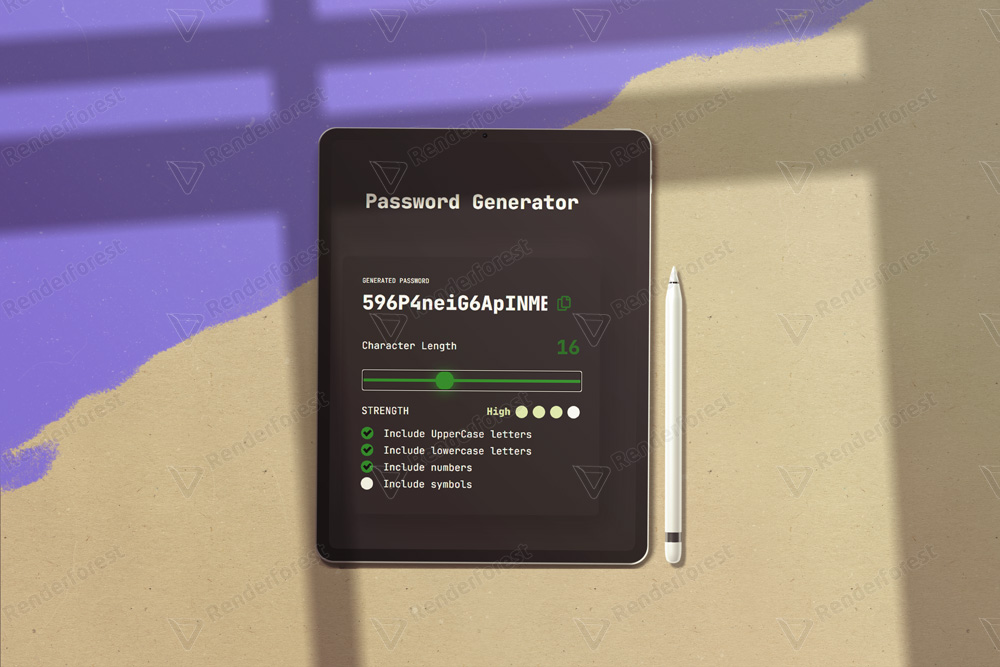 Password Generator
GENERATED PASSWORD
596P4neiG6ApINME
Character Length
16
STRENGTH
High
Include UpperCase letters
Include lowercase letters
Include numbers
Include symbols
Renderforest